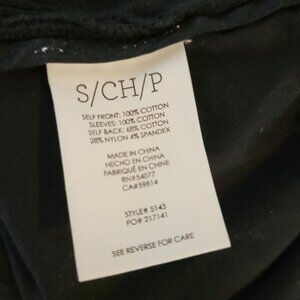 S/CH/P
SELF FRONT: 100% COTTON
SLEEVES: 100% COTTON
SELF BACK: 68% COTTON
28% NYLON 4% SPANDEX
MADE IN CHINA
HECHO EN CHINA
FABRIQUÉ EN CHINE
RN#54077
CA#59814
STYLE# 5143
PO# 217141
SEE REVERSE FOR CARE